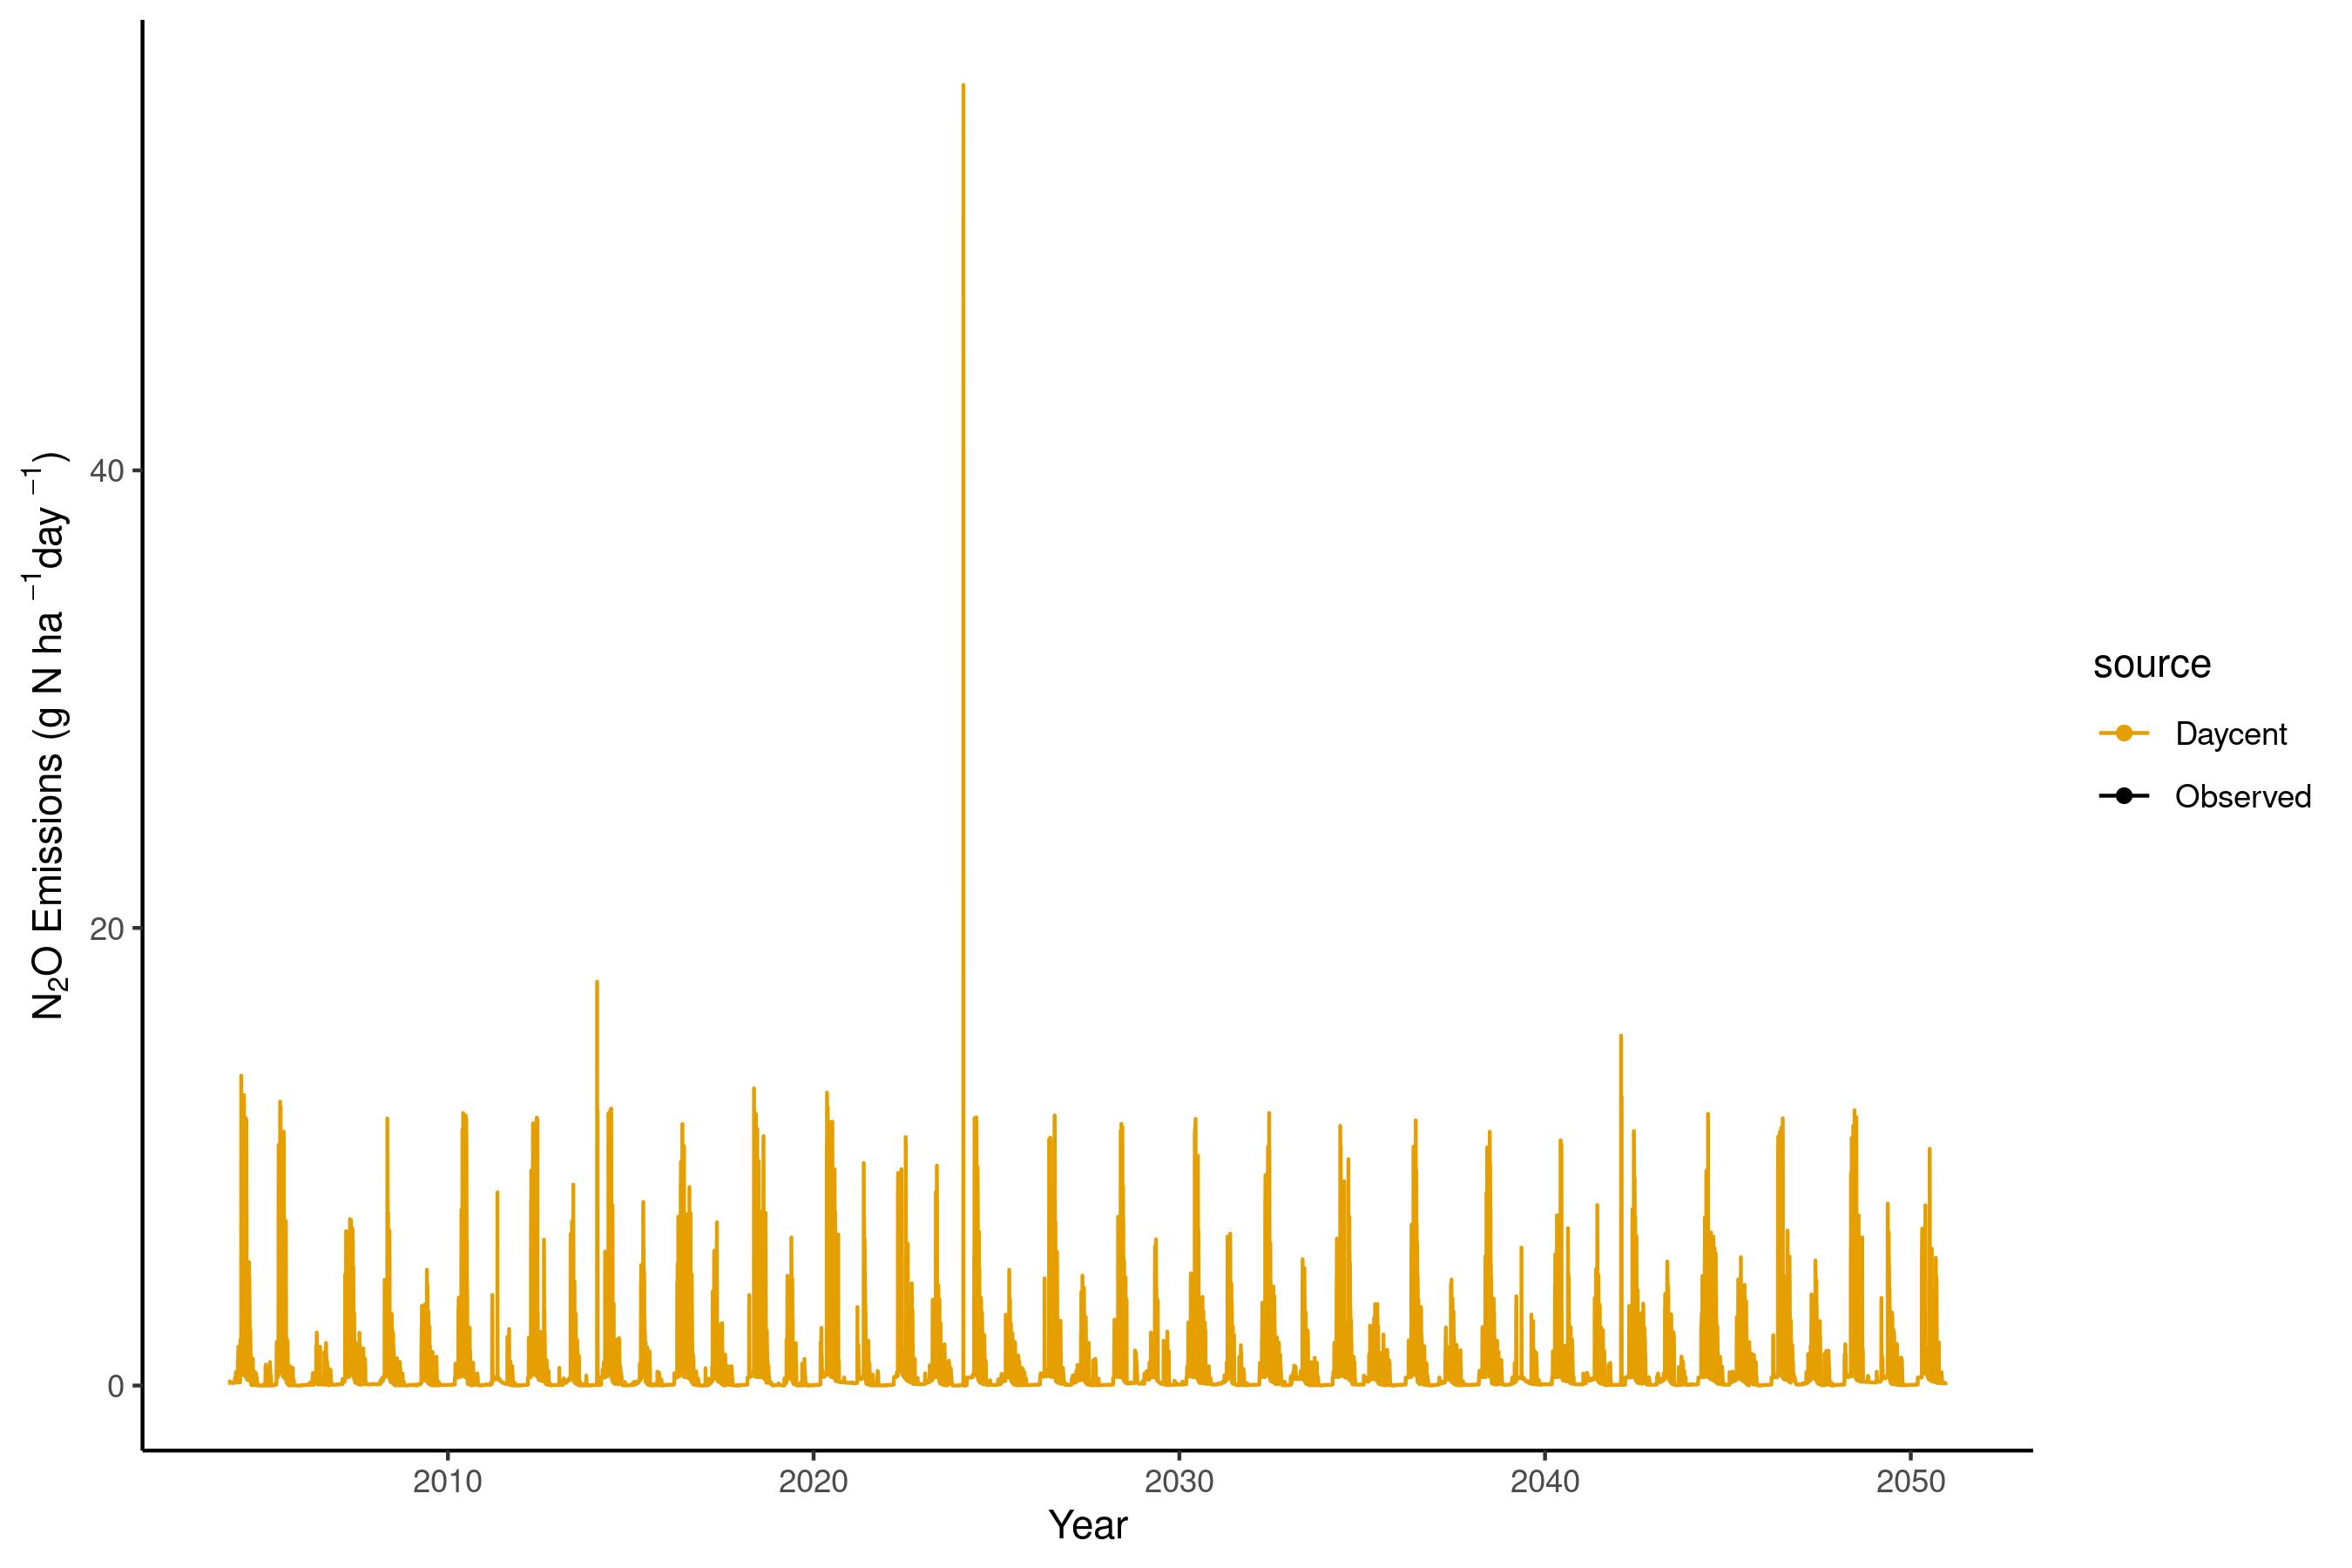 N₂O Emissions (g N ha ⁻¹day ⁻¹)
40
20
0
2010 2020 2030 2040 2050
Year
source
Daycent
Observed